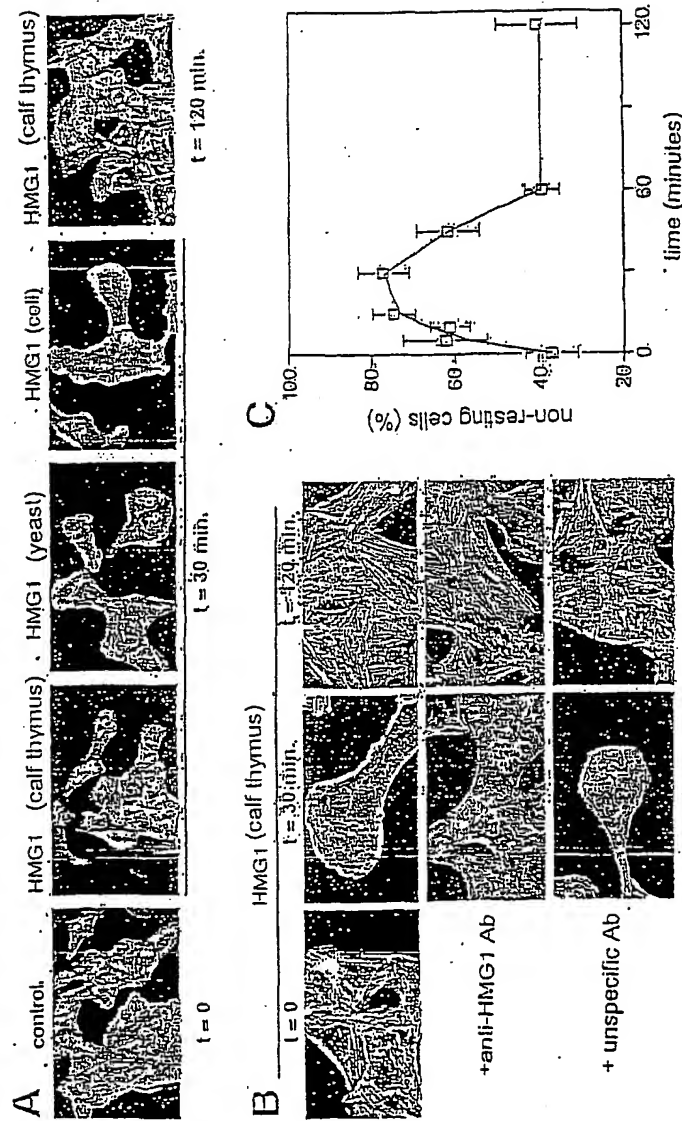 A
control
HMG1 (calf thymus)
HMG1 (yeast)
HMG1 (coli)
HMG1 (calf thymus)
t = 0
t = 30 min.
t = 120 min.
B
HMG1 (calf thymus)
t = 0
t = 30 min.
t = 120 min.
+anti-HMG1 Ab
+ unspecific Ab
C
non-resting cells (%)
100.
80
60
40
20
0
60
120.
time (minutes)